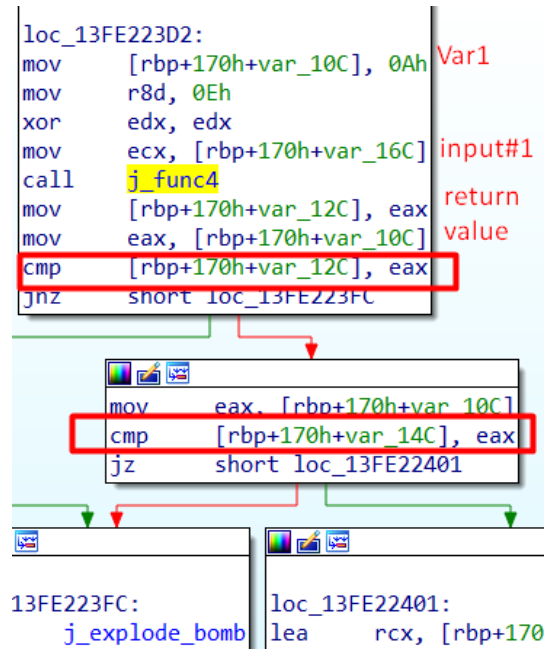 loc_13FE223D2:
mov [rbp+170h+var_10C], 0Ah Var1
mov r8d, 0Eh
xor edx, edx
mov ecx, [rbp+170h+var_16C] input#1
call j_func4
mov [rbp+170h+var_12C], eax return
mov eax, [rbp+170h+var_10C] value
cmp [rbp+170h+var_12C], eax
jnz short loc_13FE223FC
mov eax, [rbp+170h+var_10C]
cmp [rbp+170h+var_14C], eax
jz short loc_13FE22401
13FE223FC:
j_explode_bomb
loc_13FE22401:
lea rcx, [rbp+170